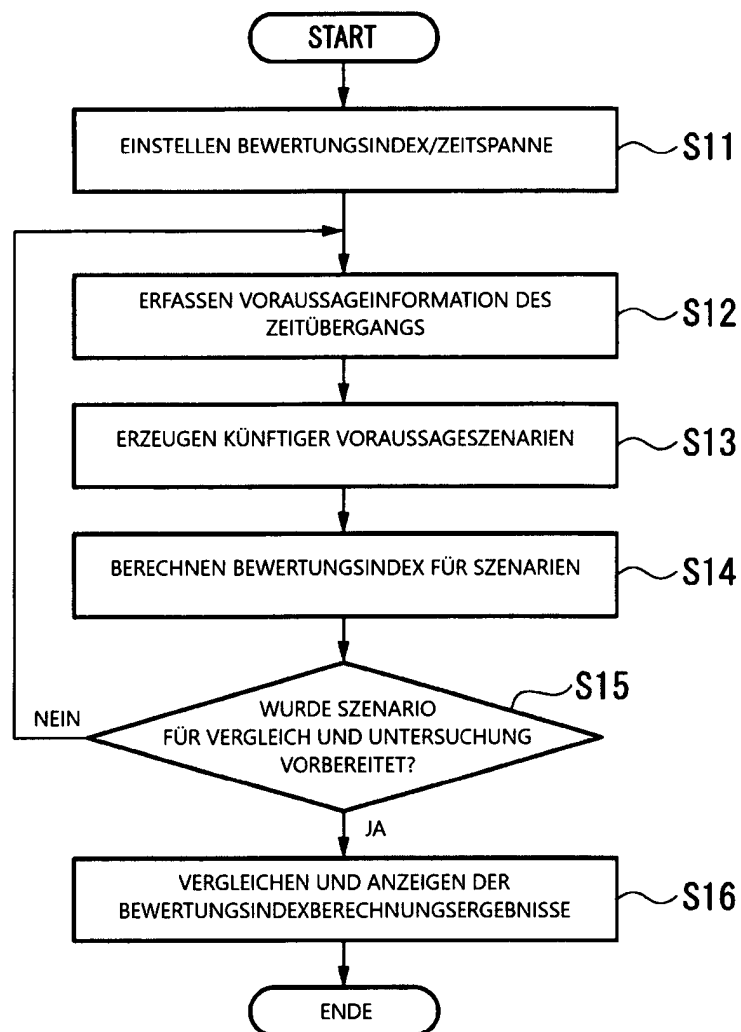 START
EINSTELLEN BEWERTUNGSINDEX/ZEITSPANNE
S11
ERFASSEN VORAUSSAGEINFORMATION DES
ZEITÜBERGANGS
S12
ERZEUGEN KÜNFTIGER VORAUSSAGESZENARIEN
S13
BERECHNEN BEWERTUNGSINDEX FÜR SZENARIEN
S14
S15
NEIN
WURDE SZENARIO
FÜR VERGLEICH UND UNTERSUCHUNG
VORBEREITET?
JA
VERGLEICHEN UND ANZEIGEN DER
BEWERTUNGSINDEXBERECHNUNGSERGEBNISSE
S16
ENDE